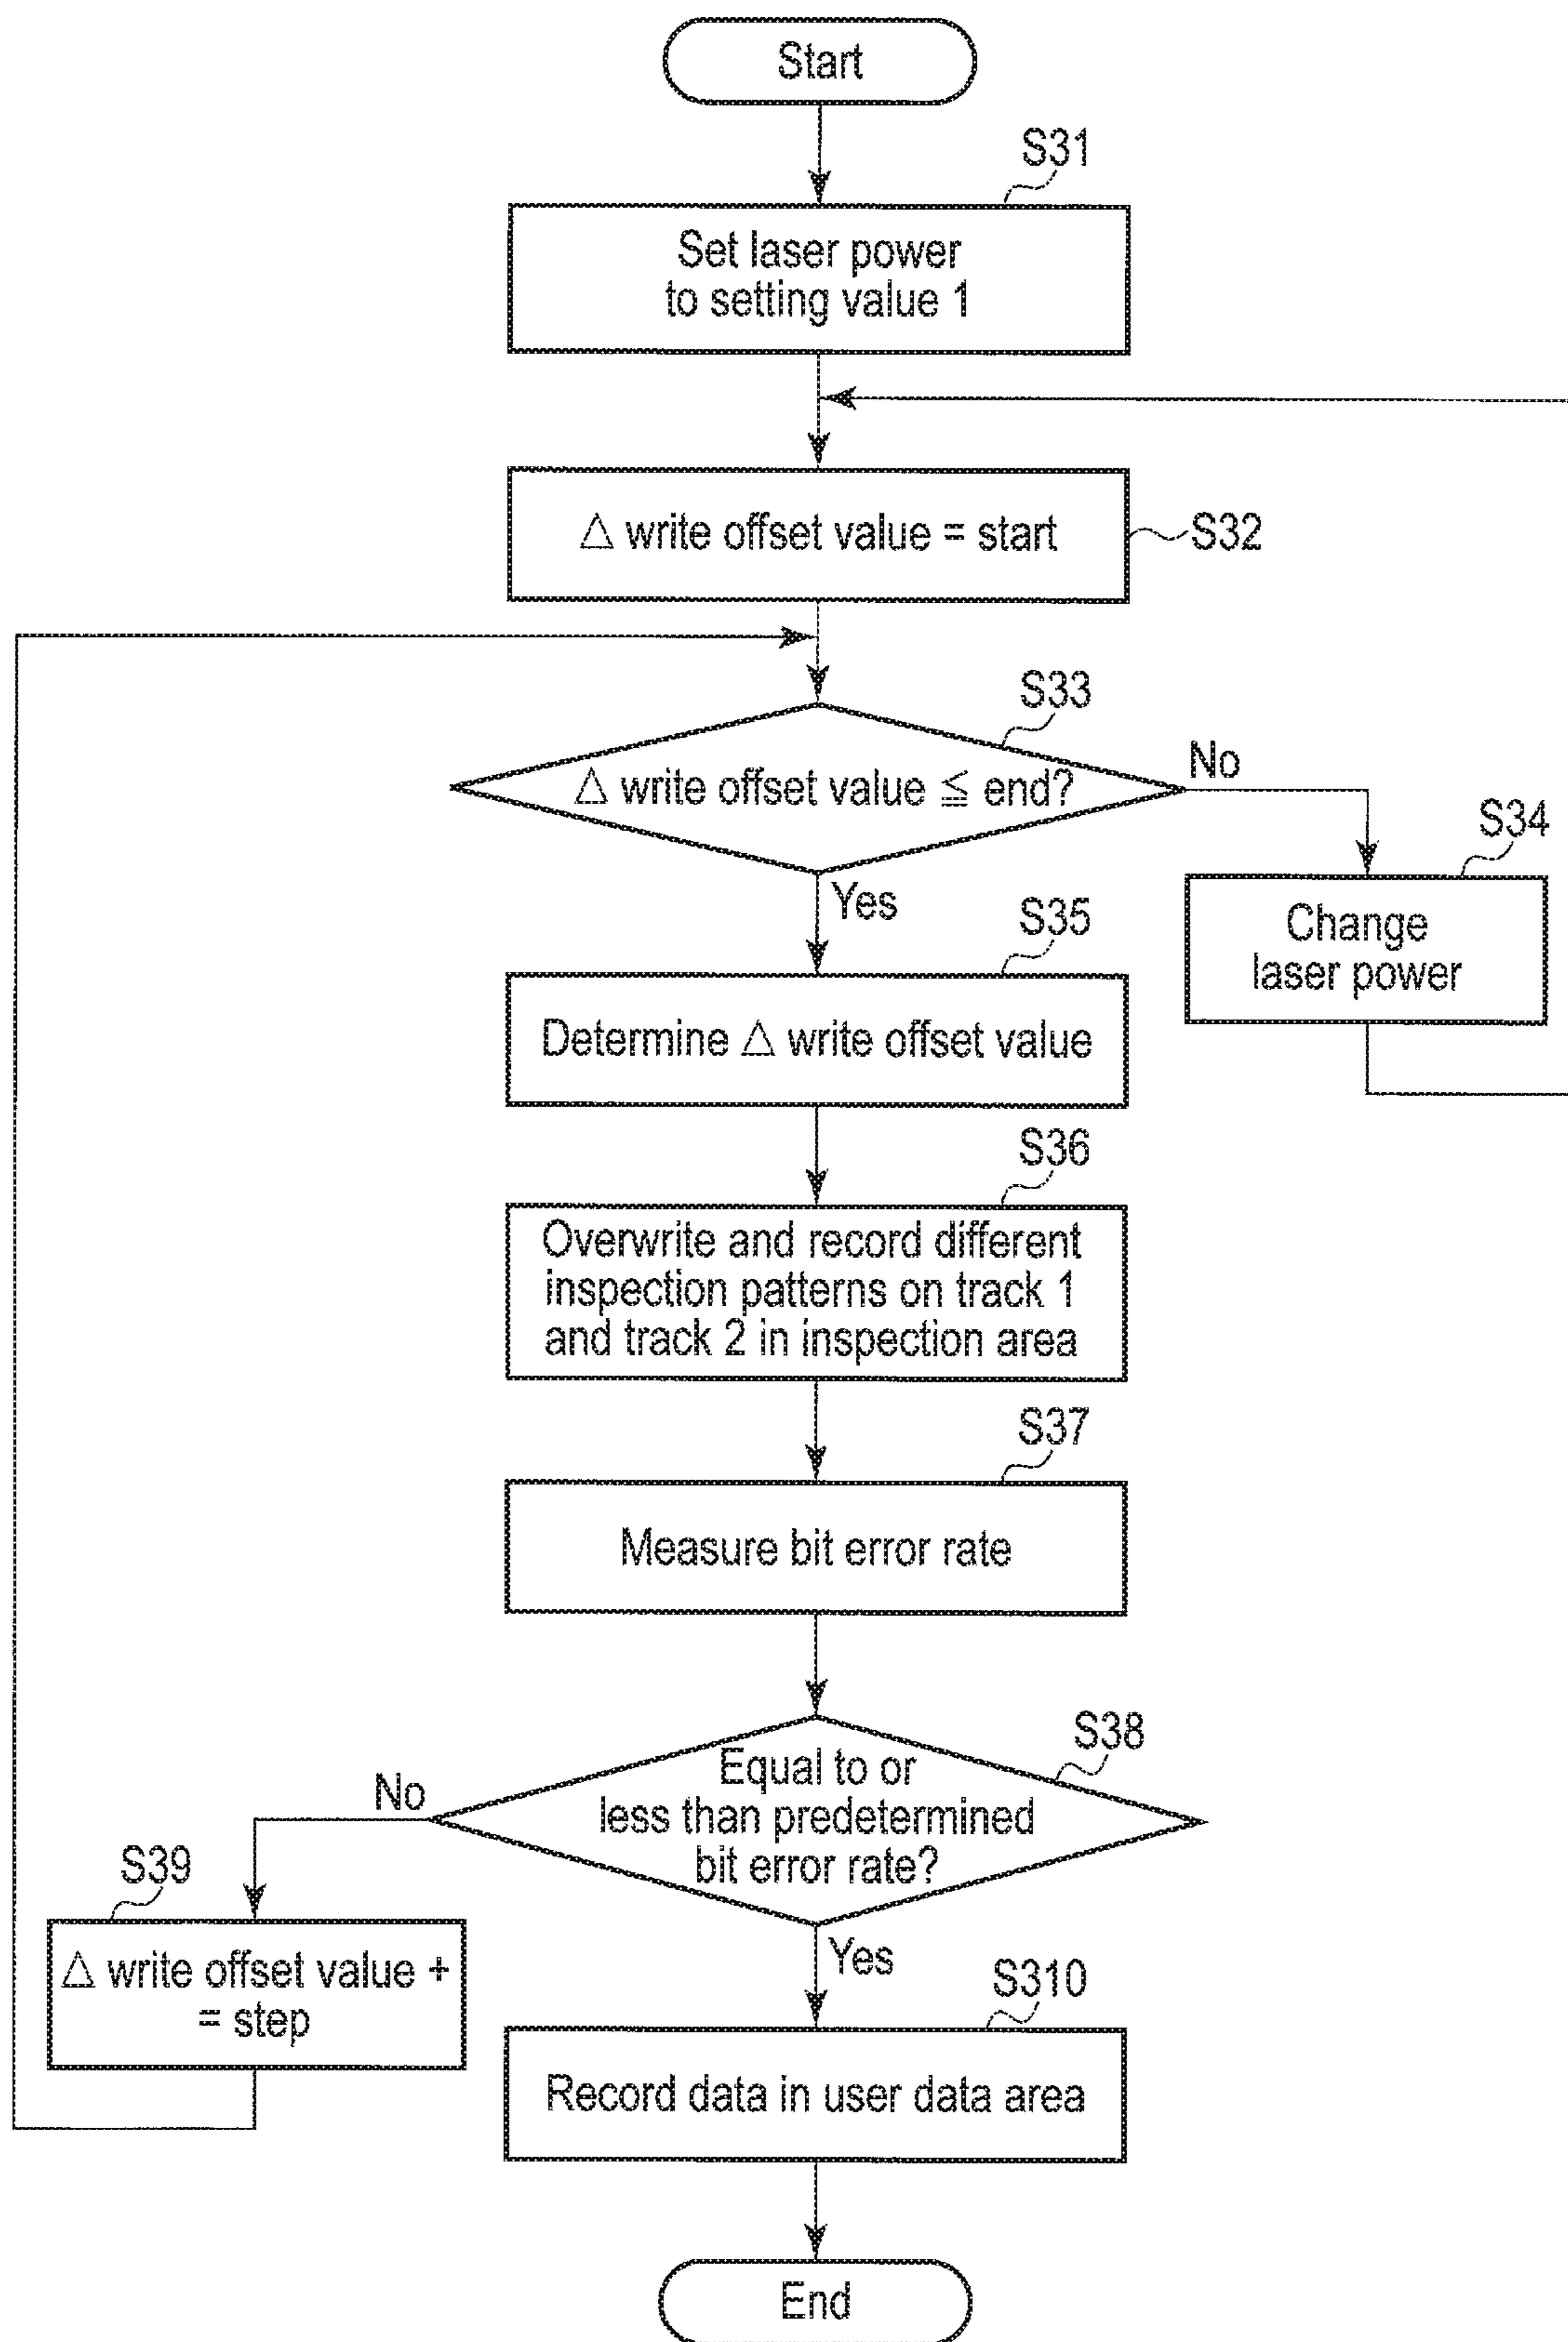 Start
S31
Set laser power
to setting value 1
△ write offset value = start
S32
S33
△ write offset value ≦ end?
No
S34
Yes
Change
laser power
S35
Determine △ write offset value
S36
Overwrite and record different
inspection patterns on track 1
and track 2 in inspection area
S37
Measure bit error rate
S38
Equal to or
less than predetermined
bit error rate?
No
S39
△ write offset value +
= step
Yes
S310
Record data in user data area
End